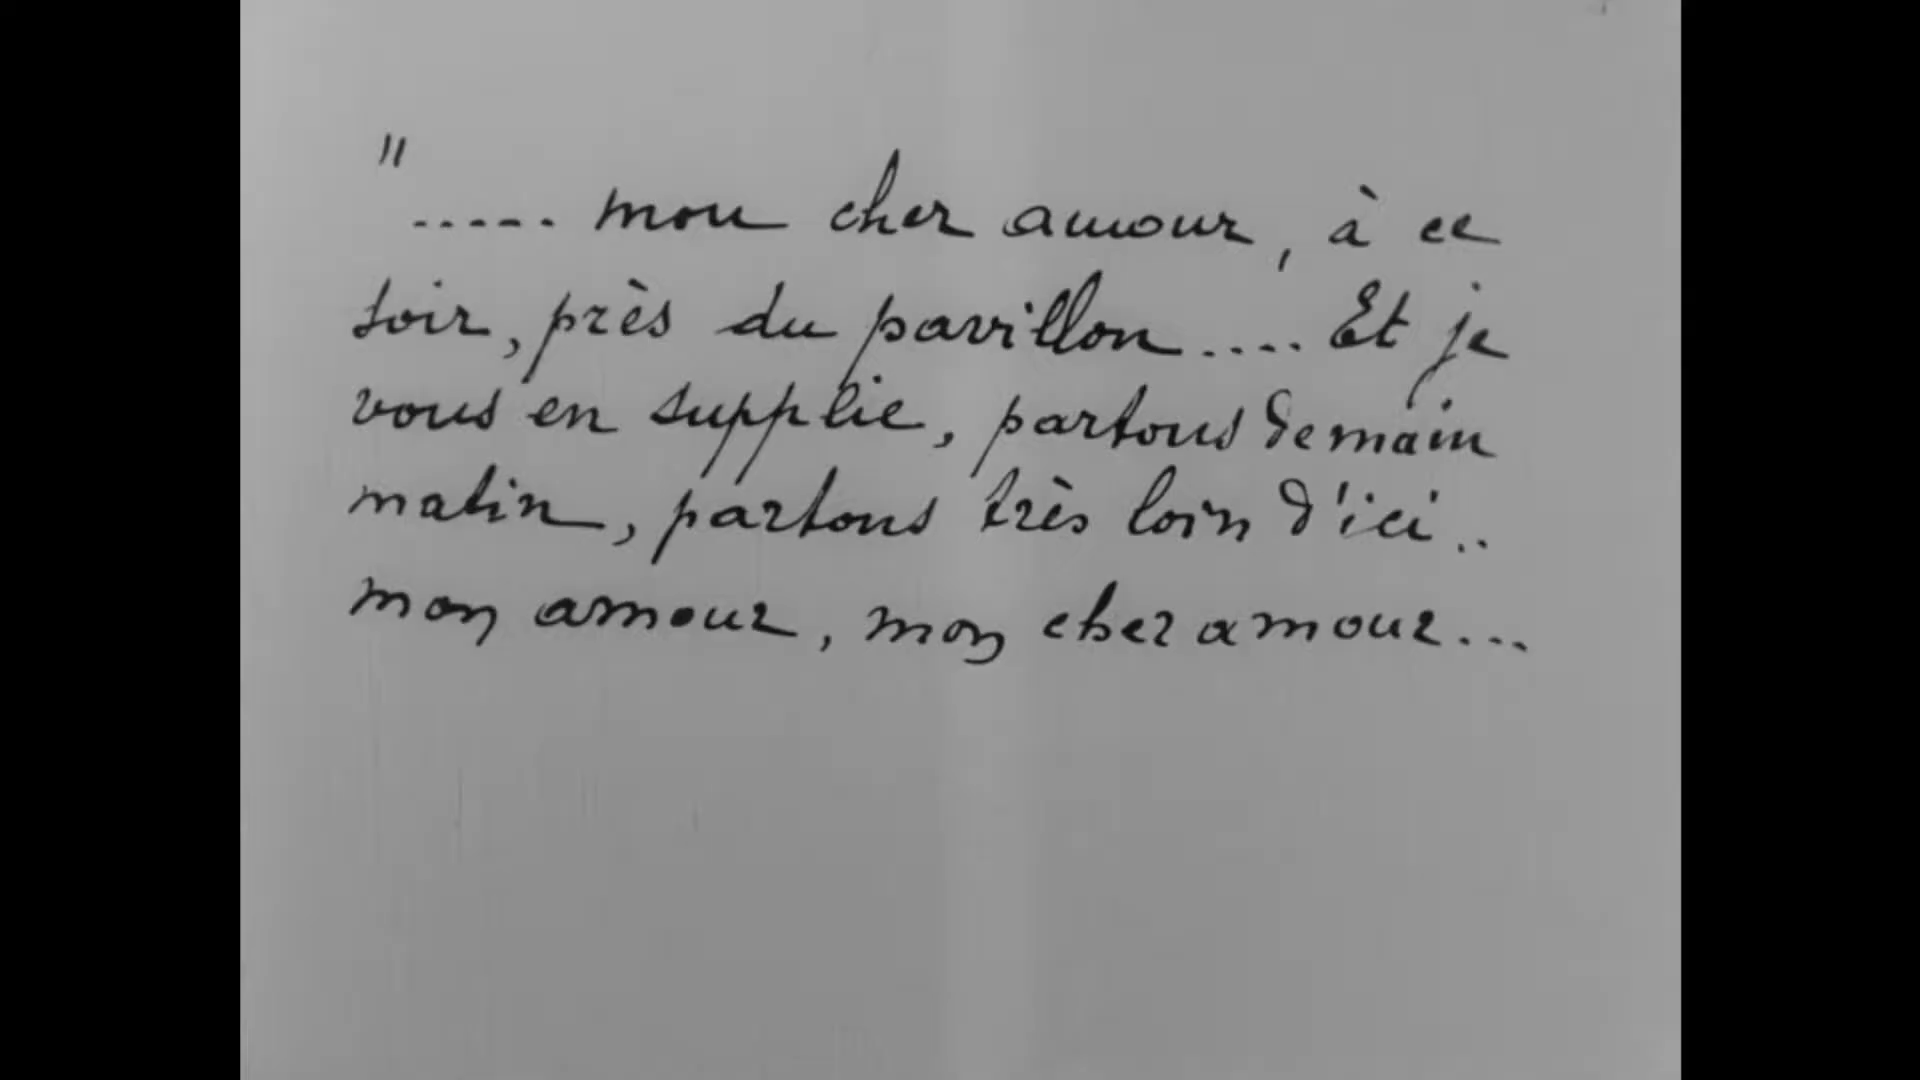 "..... mon cher amour, à ce
soir, près du pavillon.... Et je
vous en supplie, partons demain
matin, partons très loin d'ici..
mon amour, mon cher amour...